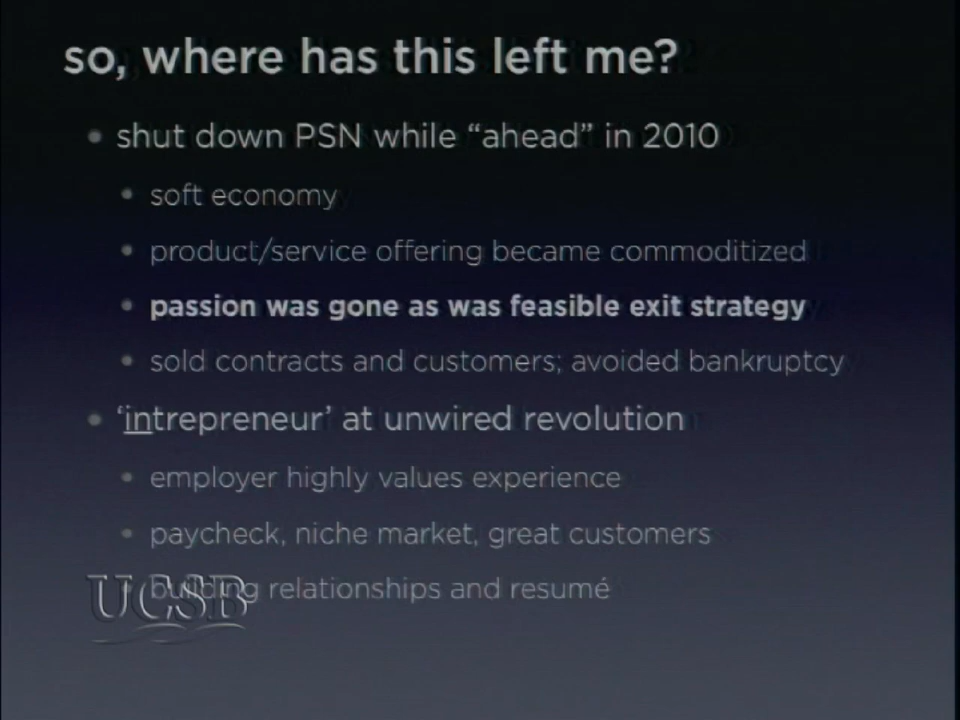 so, where has this left me?
• shut down PSN while “ahead” in 2010
• soft economy
• product/service offering became commoditized
• passion was gone as was feasible exit strategy
• sold contracts and customers; avoided bankruptcy
• ‘intrepreneur’ at unwired revolution
• employer highly values experience
• paycheck, niche market, great customers
• building relationships and resumé
UCSB